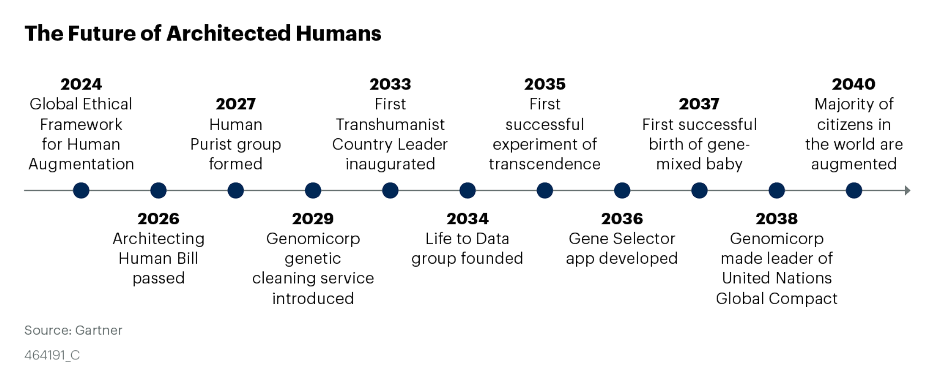 The Future of Architected Humans
2024
Global Ethical
Framework
for Human
Augmentation
2026
Architecting
Human Bill
passed
2027
Human
Purist group
formed
2029
Genomicorp
genetic
cleaning service
introduced
2033
First
Transhumanist
Country Leader
inaugurated
2034
Life to Data
group founded
2035
First
successful
experiment of
transcendence
2036
Gene Selector
app developed
2037
First successful
birth of gene-
mixed baby
2038
Genomicorp
made leader of
United Nations
Global Compact
2040
Majority of
citizens in
the world are
augmented
Source: Gartner
464191_C